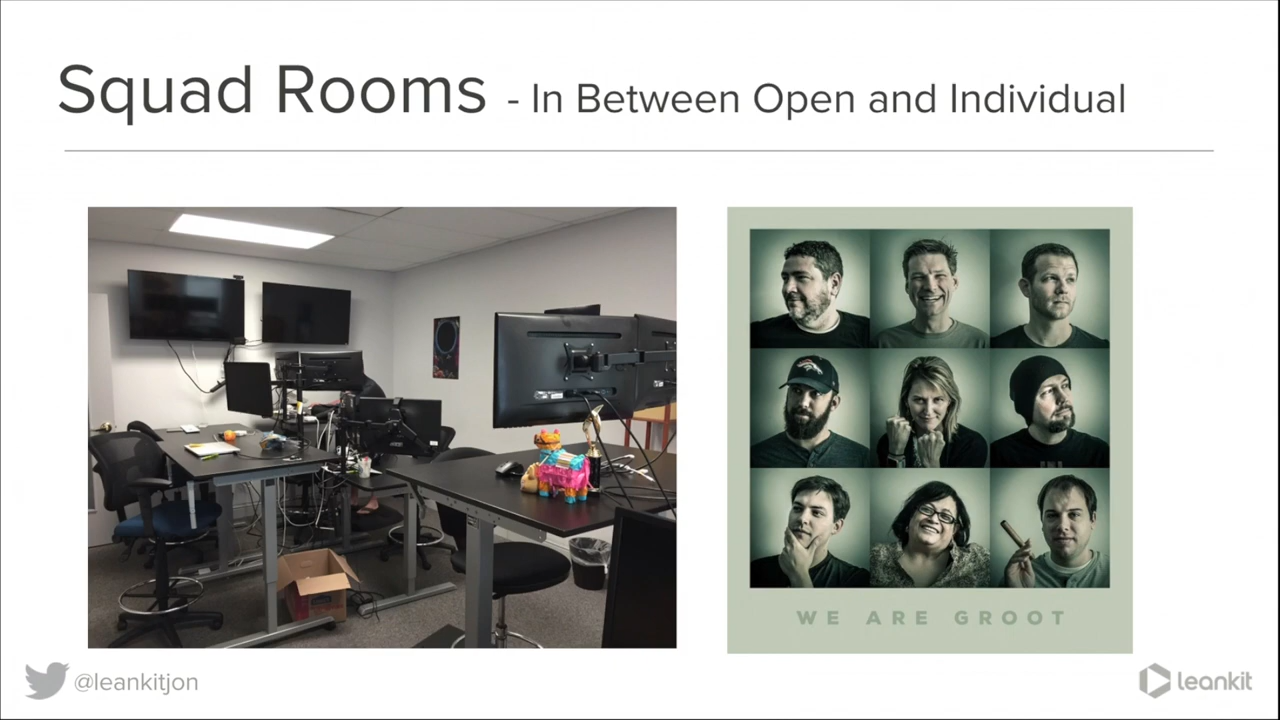 Squad Rooms - In Between Open and Individual
WE ARE GROOT
@leankitjon
leankit